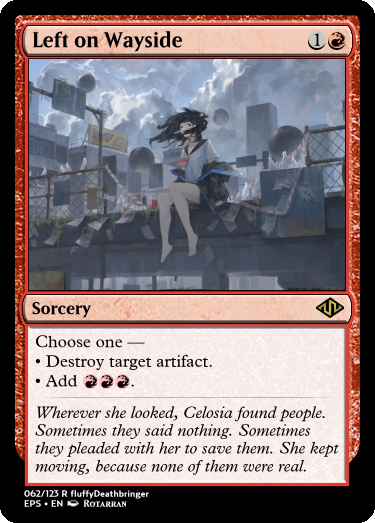 Left on Wayside 1
Sorcery
Choose one —
• Destroy target artifact.
• Add
Wherever she looked, Celosia found people.
Sometimes they said nothing. Sometimes
they pleaded with her to save them. She kept
moving, because none of them were real.
062/123 R fluffyDeathbringer
EPS • EN ROTARRAN